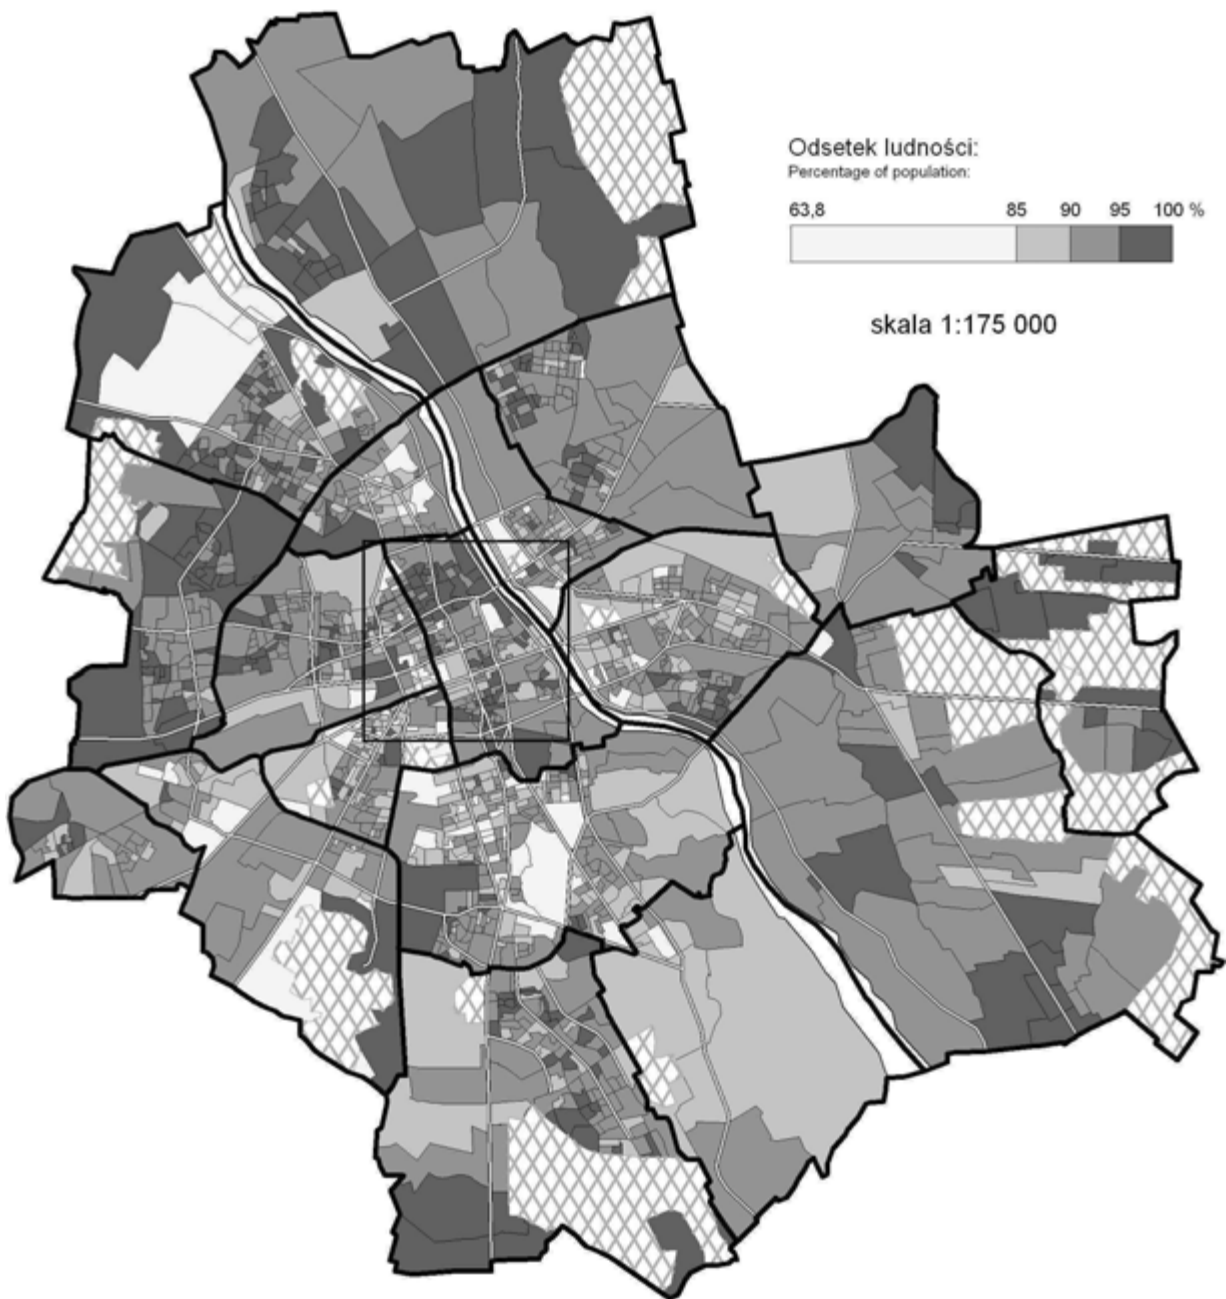 Odsetek ludności:
Percentage of population:
63,8 85 90 95 100 %
skala 1:175 000